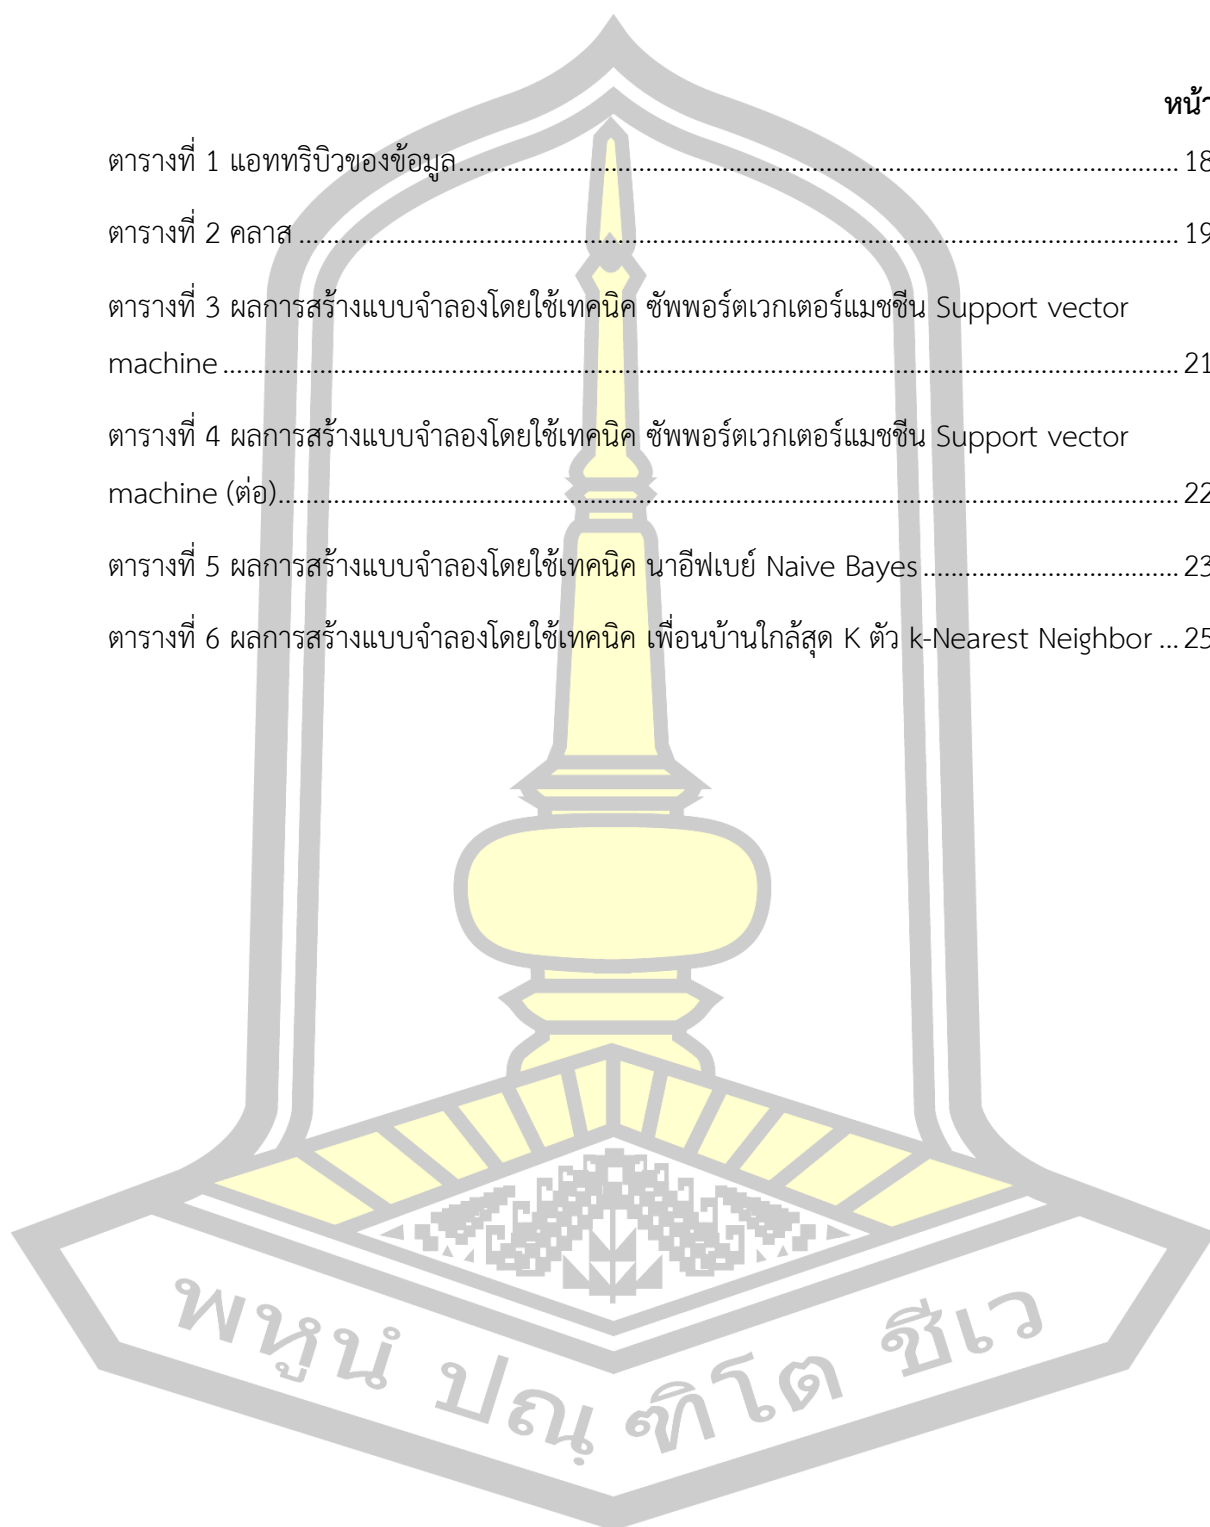 หน้า
ตารางที่ 1 แอททริบิวของข้อมูล........................................................................................................ 18
ตารางที่ 2 คลาส ................................................................................................................................ 19
ตารางที่ 3 ผลการสร้างแบบจำลองโดยใช้เทคนิค ซัพพอร์ตเวกเตอร์แมชชีน Support vector
machine ........................................................................................................................................... 21
ตารางที่ 4 ผลการสร้างแบบจำลองโดยใช้เทคนิค ซัพพอร์ตเวกเตอร์แมชชีน Support vector
machine (ต่อ)................................................................................................................................... 22
ตารางที่ 5 ผลการสร้างแบบจำลองโดยใช้เทคนิค นาอีฟเบย์ Naive Bayes ..................................... 23
ตารางที่ 6 ผลการสร้างแบบจำลองโดยใช้เทคนิค เพื่อนบ้านใกล้สุด K ตัว k-Nearest Neighbor ... 25
พหูนํ ปณฺฑิโต ชีเว